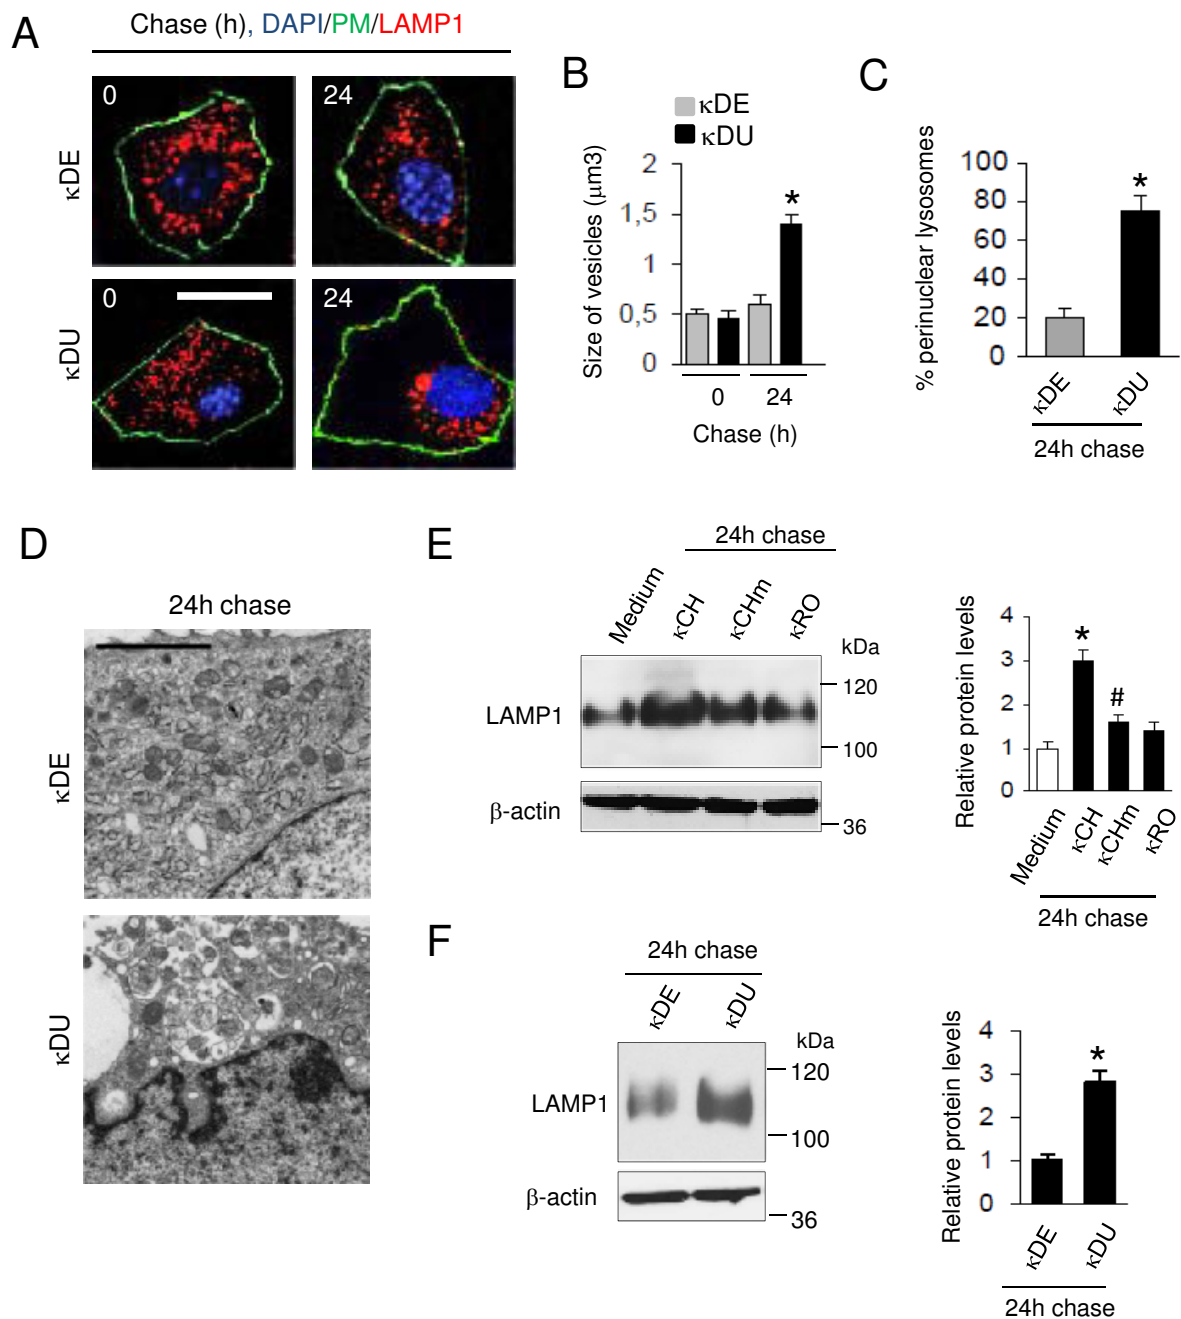 A
Chase (h), DAPI/PM/LAMP1
κDE
0
24
κDU
0
24
B
κDE
κDU
Size of vesicles (μm3)
2
1,5
1
0,5
0
*
0
24
Chase (h)
C
% perinuclear lysosomes
100
80
60
40
20
0
*
κDE
κDU
24h chase
D
24h chase
κDE
κDU
E
24h chase
Medium
κCH
κCHm
κRO
kDa
LAMP1
120
100
β-actin
36
Relative protein levels
4
3
2
1
0
*
#
Medium
κCH
κCHm
κRO
24h chase
F
24h chase
κDE
κDU
kDa
LAMP1
120
100
β-actin
36
Relative protein levels
4
3
2
1
0
*
κDE
κDU
24h chase